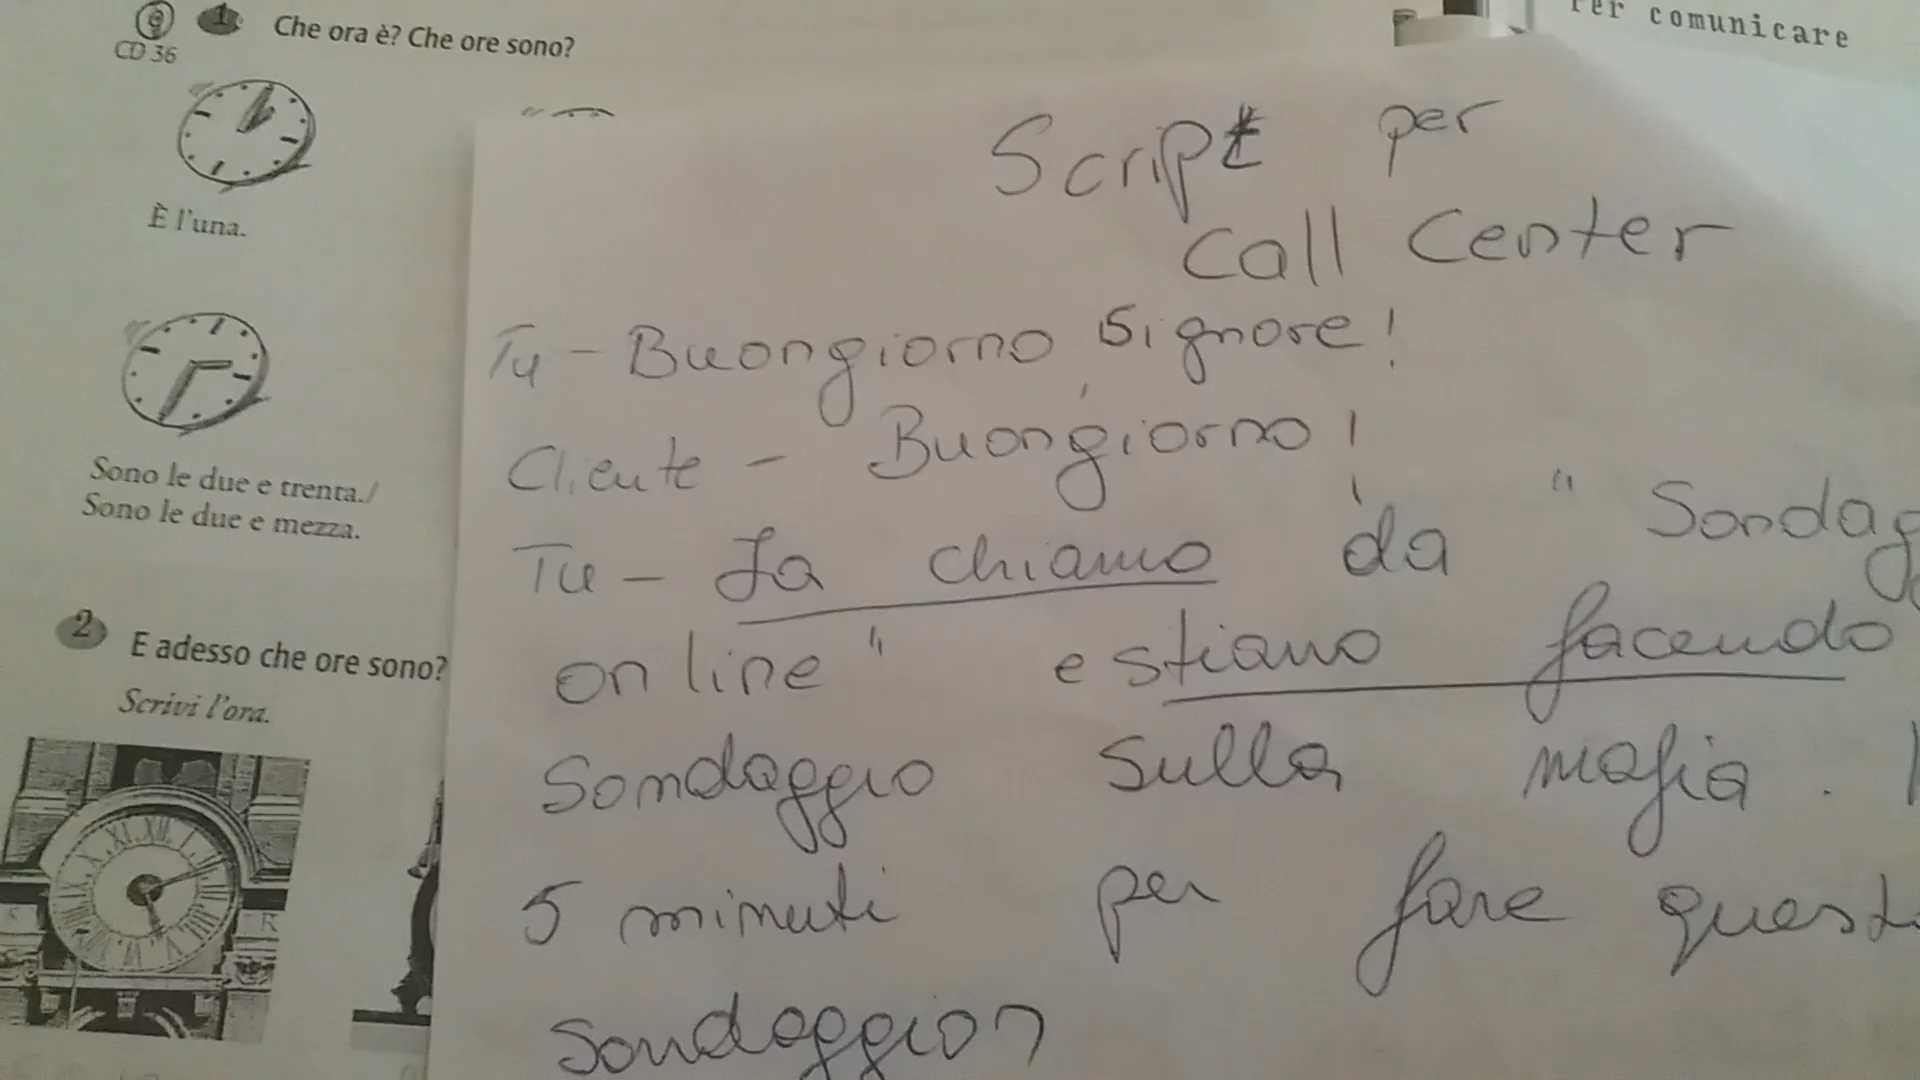 CD 36
1 Che ora è? Che ore sono?
È l'una.
Sono le due e trenta./
Sono le due e mezza.
2 E adesso che ore sono?
Scrivi l'ora.
Per comunicare
Script per
Call Center
Tu - Buongiorno Signore!
Cliente - Buongiorno!
Tu - La chiamo da "Sondag
on line" e stiamo facendo
Sondaggio sulla mafia.
5 minuti per fare quest
sondaggio?